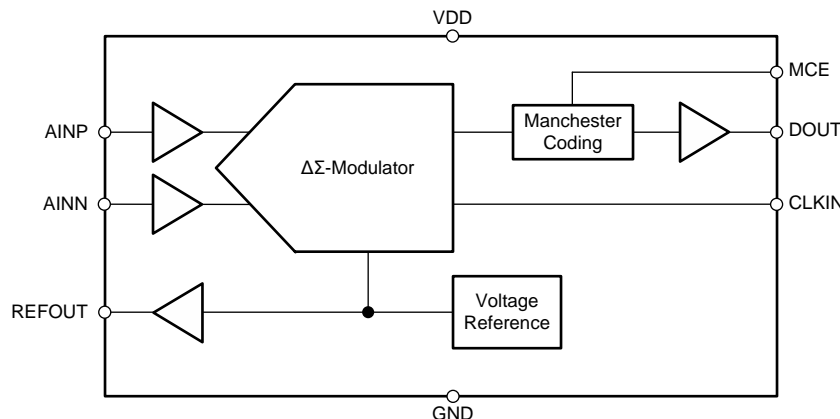 VDD
MCE
AINP
Manchester
Coding
DOUT
ΔΣ-Modulator
AINN
CLKIN
REFOUT
Voltage
Reference
GND